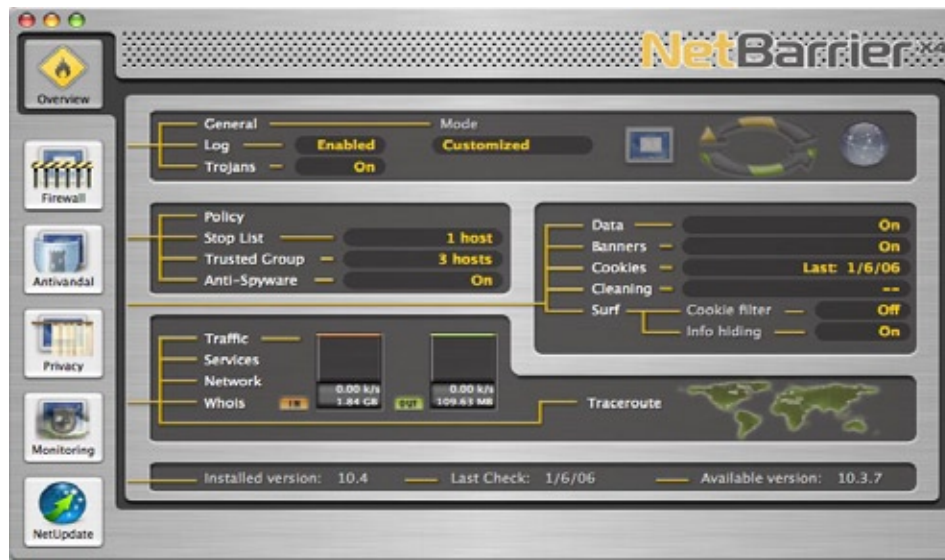 NetBarrier X4
Overview
Firewall
Antivandal
Privacy
Monitoring
NetUpdate
General Mode
Log Enabled Customized
Trojans On
Policy
Stop List 1 host
Trusted Group 3 hosts
Anti-Spyware On
Data On
Banners On
Cookies Last: 1/6/06
Cleaning --
Surf Cookie filter Off
Info hiding On
Traffic
Services
Network
Whois IN 0.00 k/s 1.84 GB OUT 0.00 k/s 109.63 MB
Traceroute
Installed version: 10.4 Last Check: 1/6/06 Available version: 10.3.7